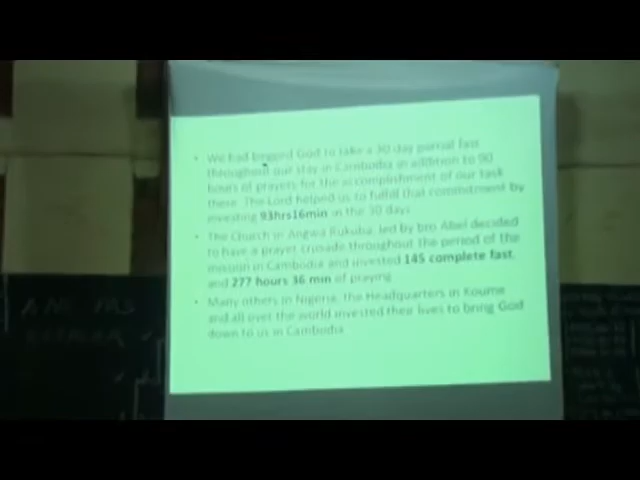 • We had begged God to take a 30 day partial fast
throughout our stay in Cambodia in addition to 90
hours of prayers for the accomplishment of our task
there. The Lord helped us to fulfill that commitment by
investing 93hrs16min in the 30 days
• The Church in Angwa Rukuba, led by bro Abel decided
to have a prayer crusade throughout the period of the
mission in Cambodia and invested 145 complete fast,
and 277 hours 36 min of praying
• Many others in Nigeria, the Headquarters in Koume
and all over the world invested their lives to bring God
down to us in Cambodia